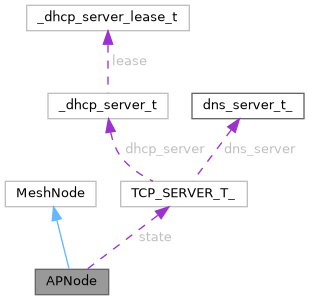 _dhcp_server_lease_t
lease
_dhcp_server_t
dns_server_t_
dhcp_server
dns_server
MeshNode
TCP_SERVER_T_
state
APNode